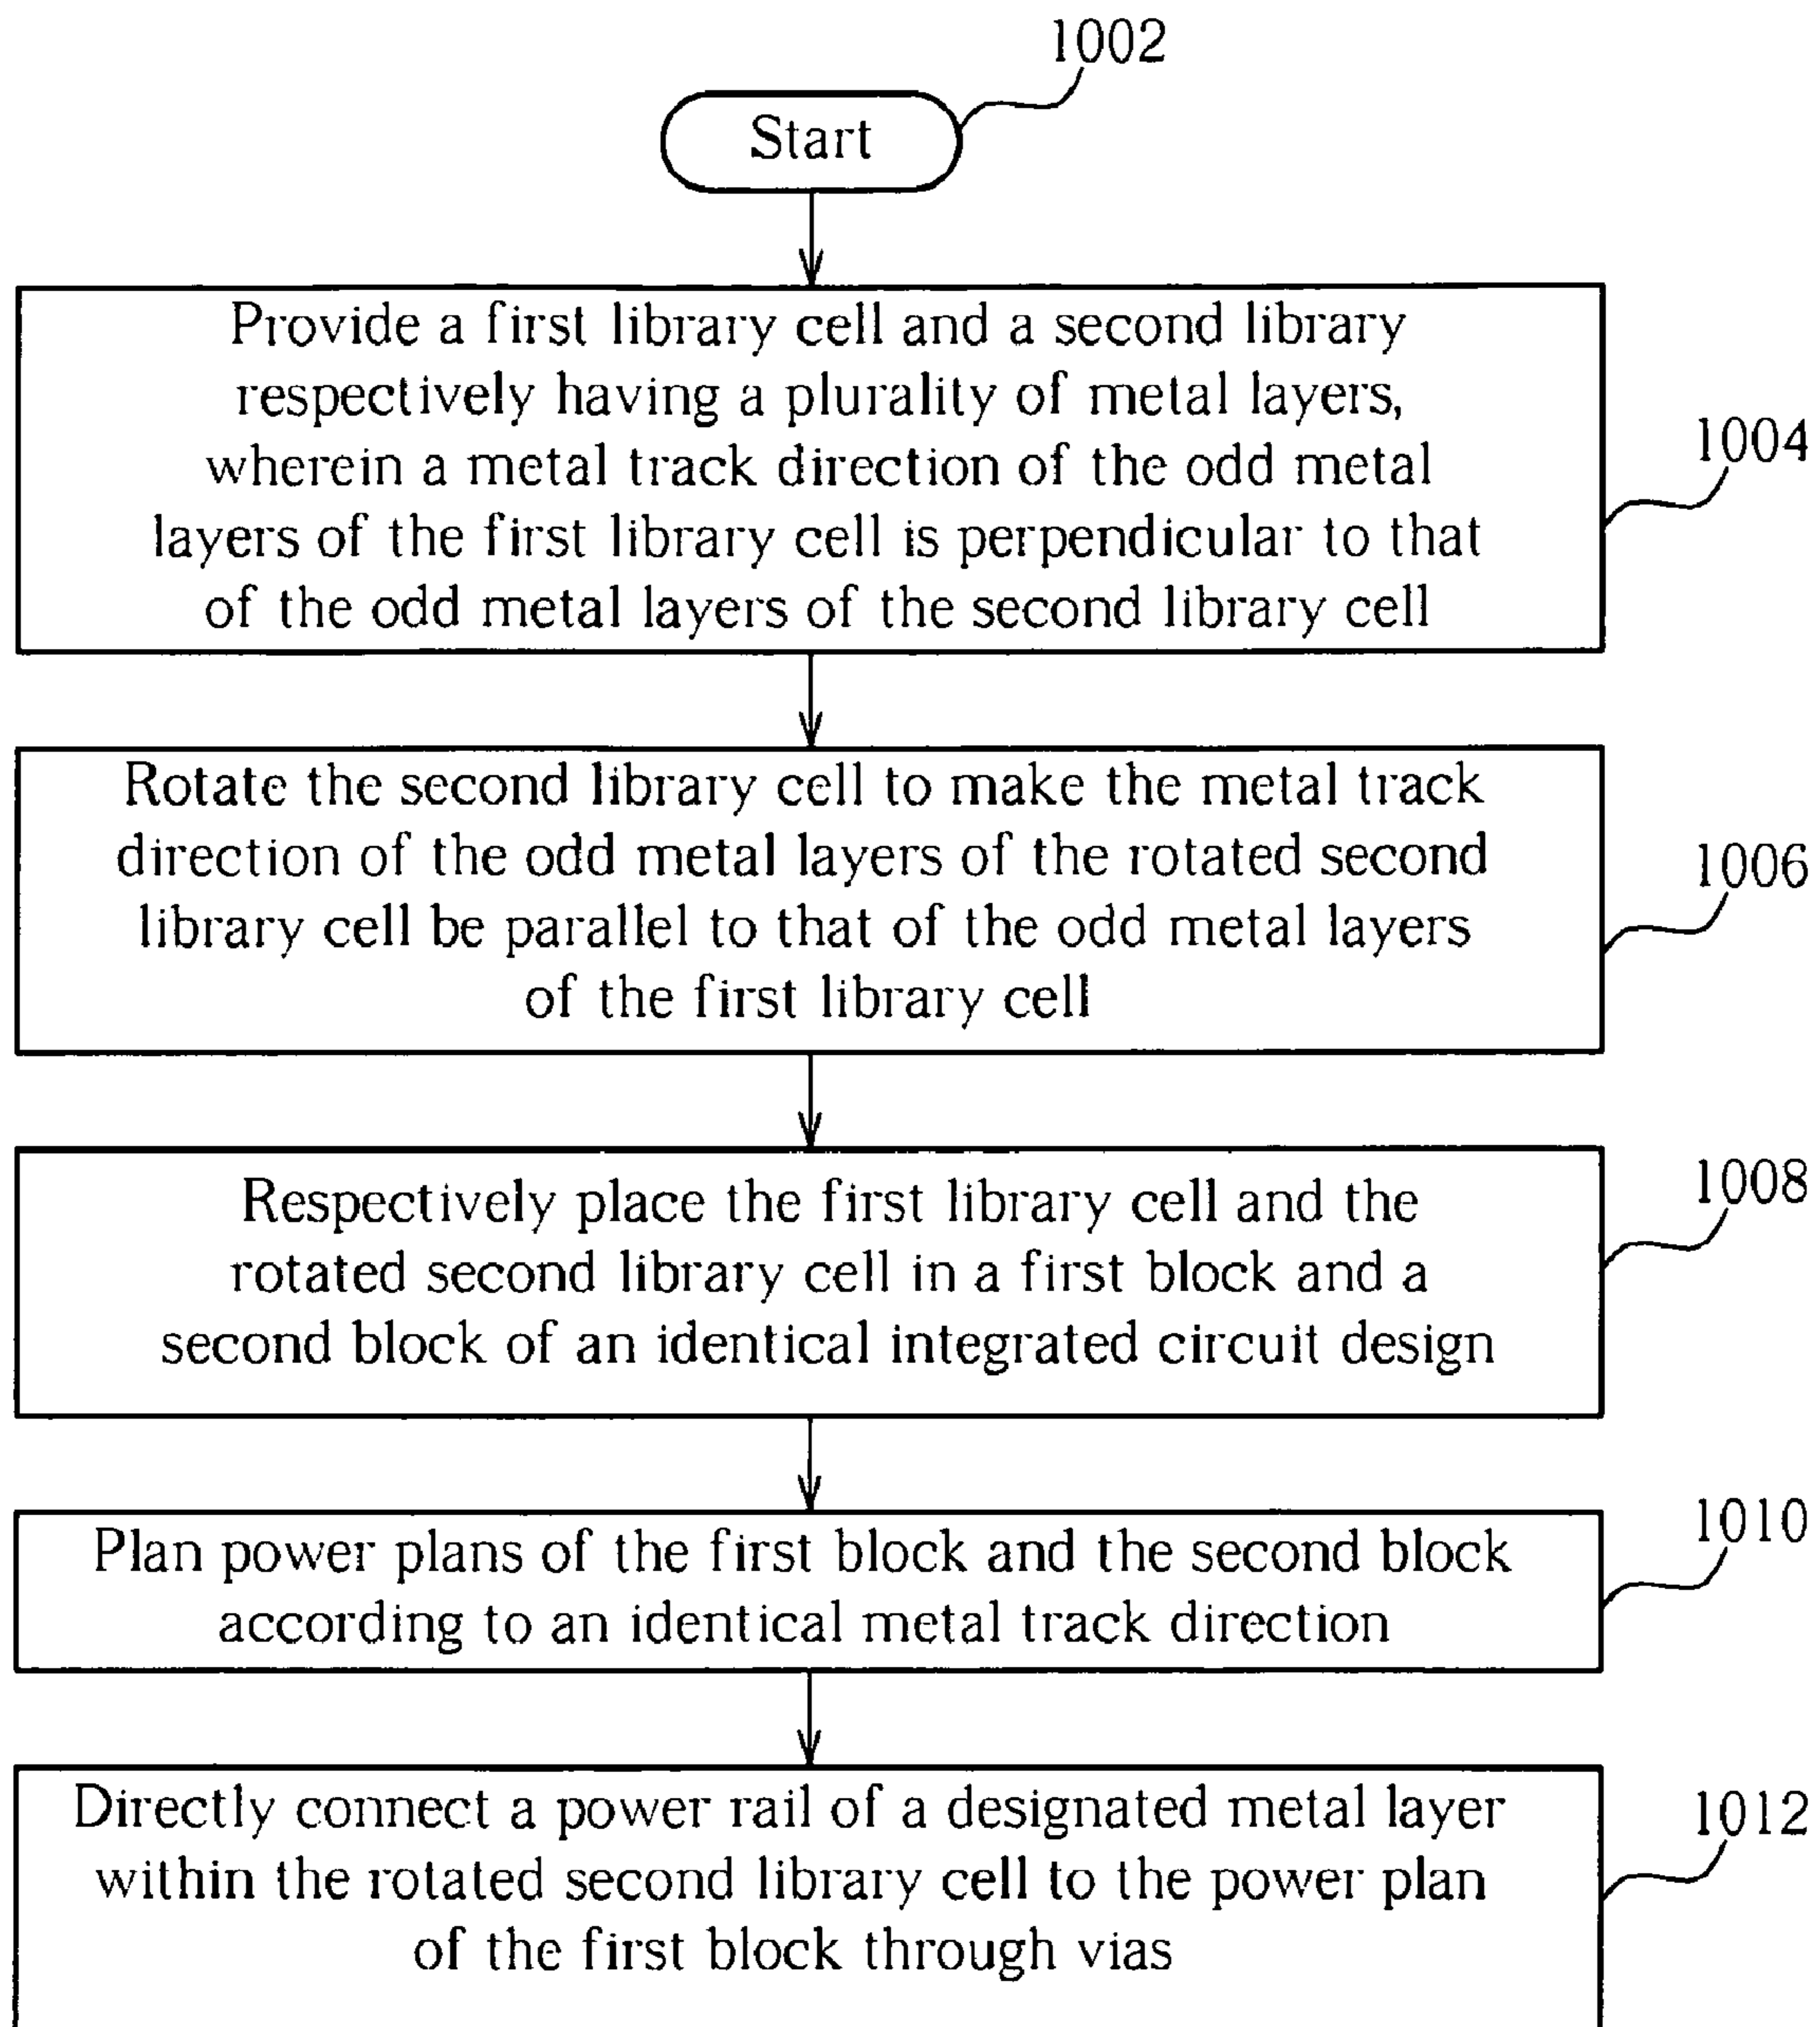 1002
Start
Provide a first library cell and a second library
respectively having a plurality of metal layers,
wherein a metal track direction of the odd metal
layers of the first library cell is perpendicular to that
of the odd metal layers of the second library cell
1004
Rotate the second library cell to make the metal track
direction of the odd metal layers of the rotated second
library cell be parallel to that of the odd metal layers
of the first library cell
1006
Respectively place the first library cell and the
rotated second library cell in a first block and a
second block of an identical integrated circuit design
1008
Plan power plans of the first block and the second block
according to an identical metal track direction
1010
Directly connect a power rail of a designated metal layer
within the rotated second library cell to the power plan
of the first block through vias
1012